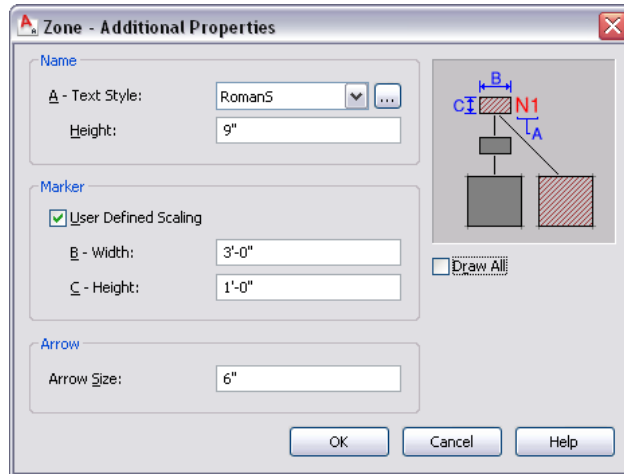 Zone - Additional Properties
Name
A - Text Style: RomanS ...
Height: 9"
Marker
User Defined Scaling
B - Width: 3'-0"
C - Height: 1'-0"
Arrow
Arrow Size: 6"
B
C N1
A
Draw All
OK Cancel Help